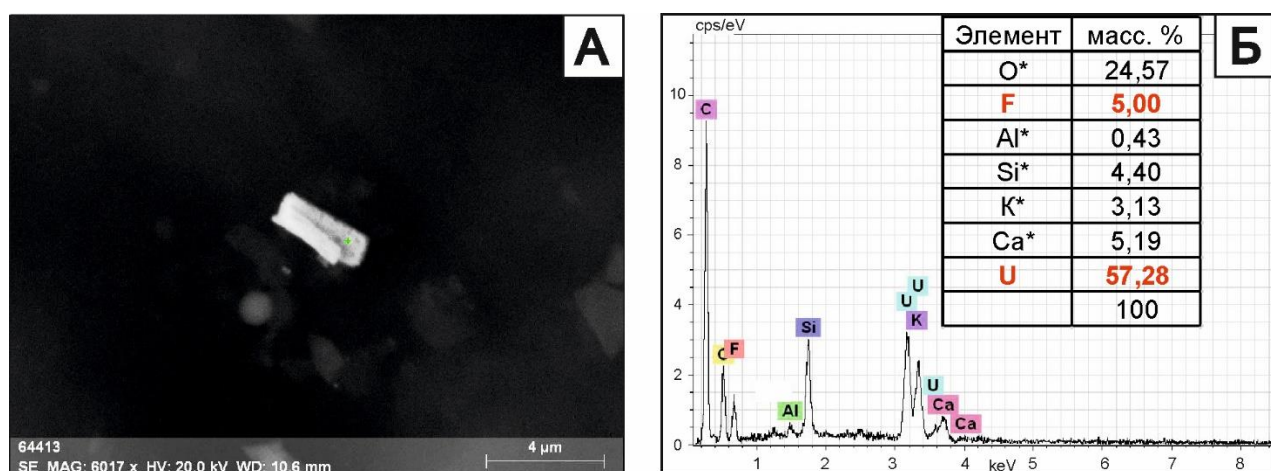 А
64413
4 µm
SE MAG: 6017 x HV: 20.0 kV WD: 10.6 mm
Б
cps/eV
10
8
6
4
2
0
1 2 3 4 5 6 7 8
keV
C
O
F
Al
Si
U
U
K
U
Ca
Ca
Элемент масс. %
O* 24,57
F 5,00
Al* 0,43
Si* 4,40
К* 3,13
Ca* 5,19
U 57,28
100